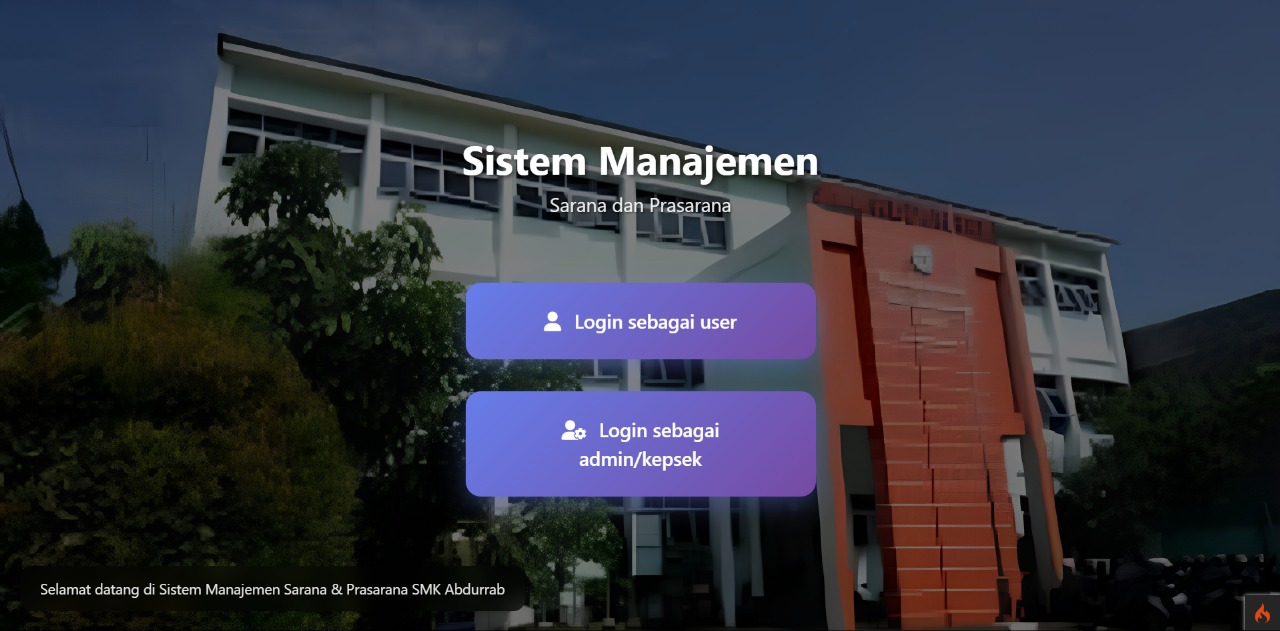 Sistem Manajemen
Sarana dan Prasarana
Login sebagai user
Login sebagai
admin/kepsek
Selamat datang di Sistem Manajemen Sarana & Prasarana SMK Abdurrab